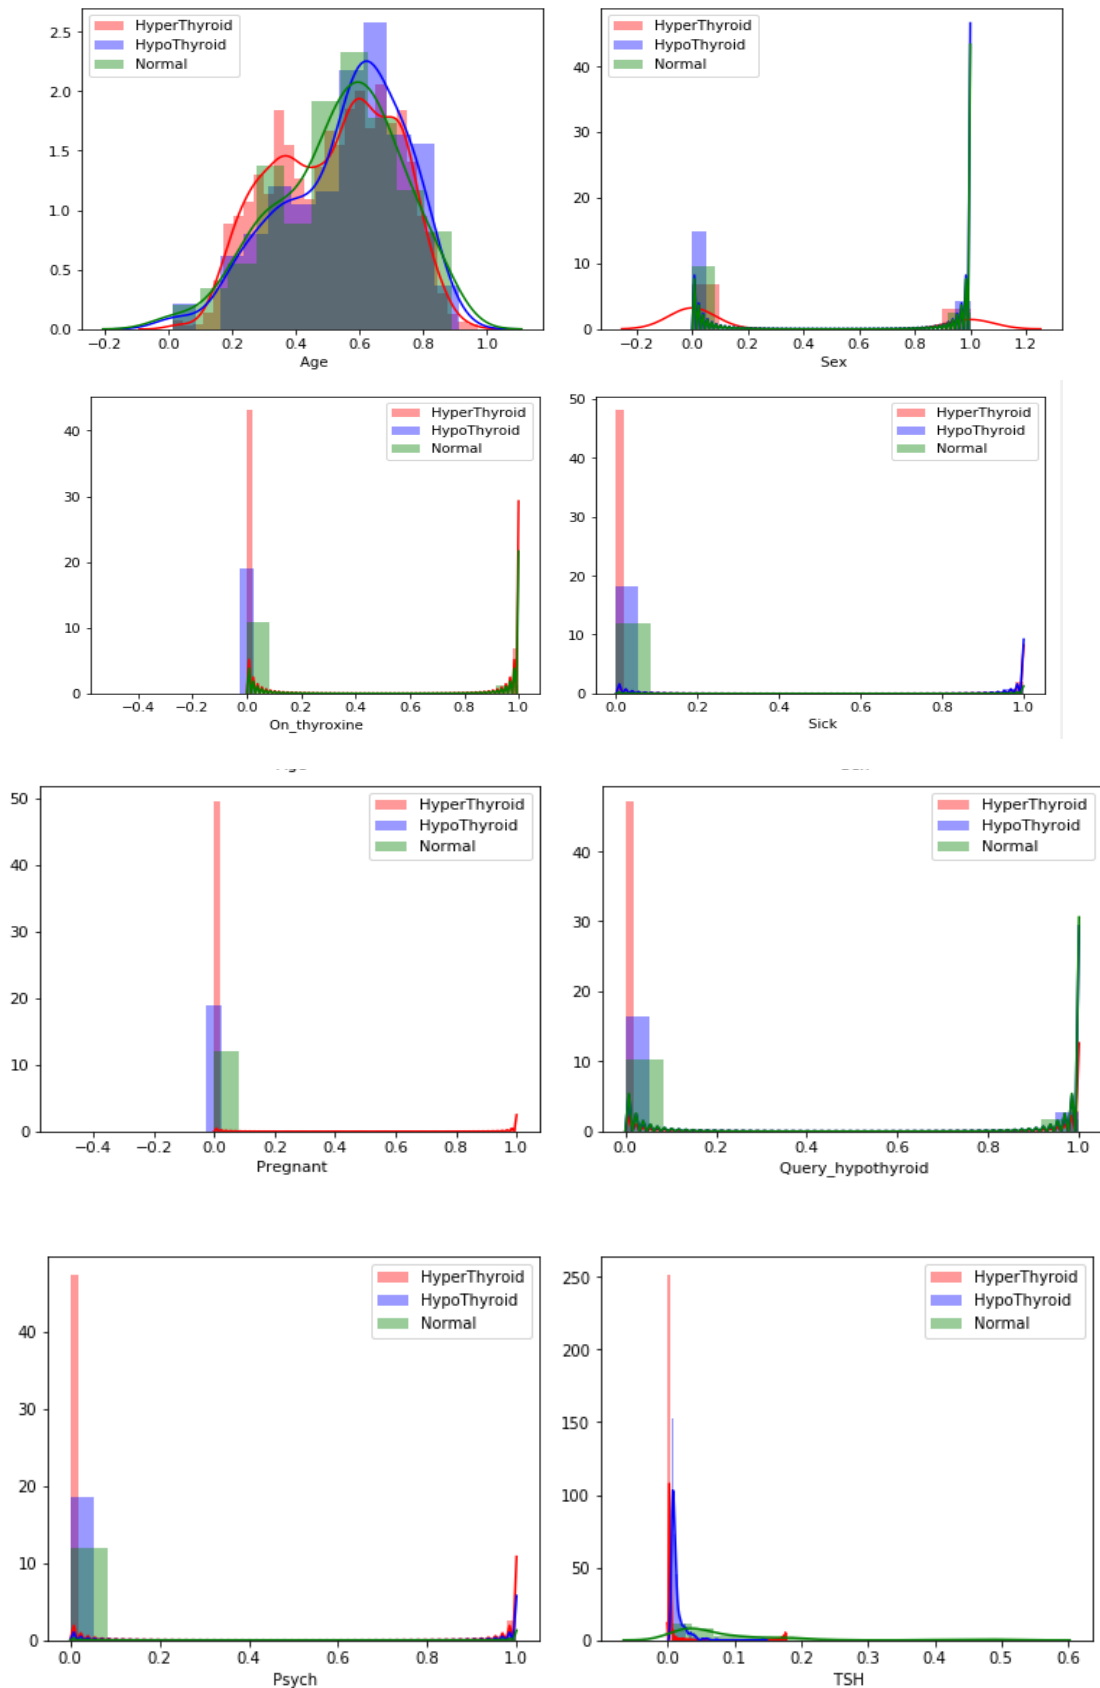 HyperThyroid
HypoThyroid
Normal
2.5
2.0
1.5
1.0
0.5
0.0
−0.2 0.0 0.2 0.4 0.6 0.8 1.0
Age
HyperThyroid
HypoThyroid
Normal
40
30
20
10
0
−0.2 0.0 0.2 0.4 0.6 0.8 1.0 1.2
Sex
HyperThyroid
HypoThyroid
Normal
40
30
20
10
0
−0.4 −0.2 0.0 0.2 0.4 0.6 0.8 1.0
On_thyroxine
HyperThyroid
HypoThyroid
Normal
50
40
30
20
10
0
0.0 0.2 0.4 0.6 0.8 1.0
Sick
HyperThyroid
HypoThyroid
Normal
50
40
30
20
10
0
−0.4 −0.2 0.0 0.2 0.4 0.6 0.8 1.0
Pregnant
HyperThyroid
HypoThyroid
Normal
40
30
20
10
0
0.0 0.2 0.4 0.6 0.8 1.0
Query_hypothyroid
HyperThyroid
HypoThyroid
Normal
40
30
20
10
0
0.0 0.2 0.4 0.6 0.8 1.0
Psych
HyperThyroid
HypoThyroid
Normal
250
200
150
100
50
0
0.0 0.1 0.2 0.3 0.4 0.5 0.6
TSH